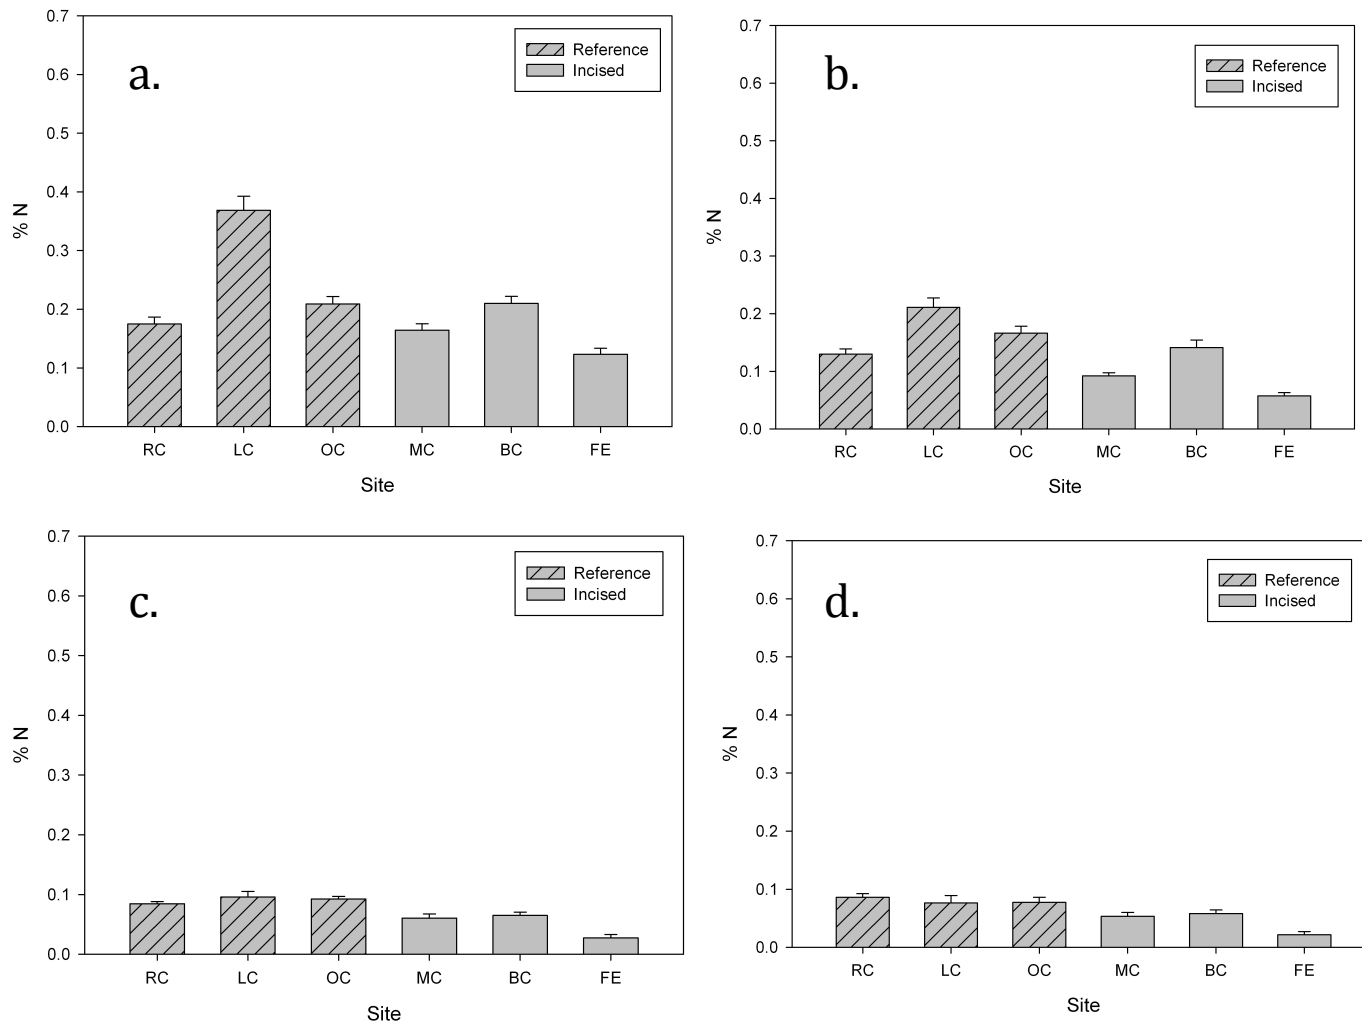 a.
Reference
Incised
% N
0.7
0.6
0.5
0.4
0.3
0.2
0.1
0.0
RC LC OC MC BC FE
Site
b.
Reference
Incised
% N
0.7
0.6
0.5
0.4
0.3
0.2
0.1
0.0
RC LC OC MC BC FE
Site
c.
Reference
Incised
% N
0.7
0.6
0.5
0.4
0.3
0.2
0.1
0.0
RC LC OC MC BC FE
Site
d.
Reference
Incised
% N
0.7
0.6
0.5
0.4
0.3
0.2
0.1
0.0
RC LC OC MC BC FE
Site